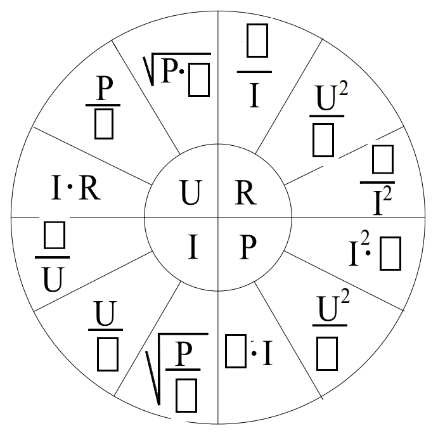 √P·□
□/I
P/□
U²/□
I·R
□/I²
U R
I P
□/U
I²·□
U/□
U²/□
√P/□
□·I